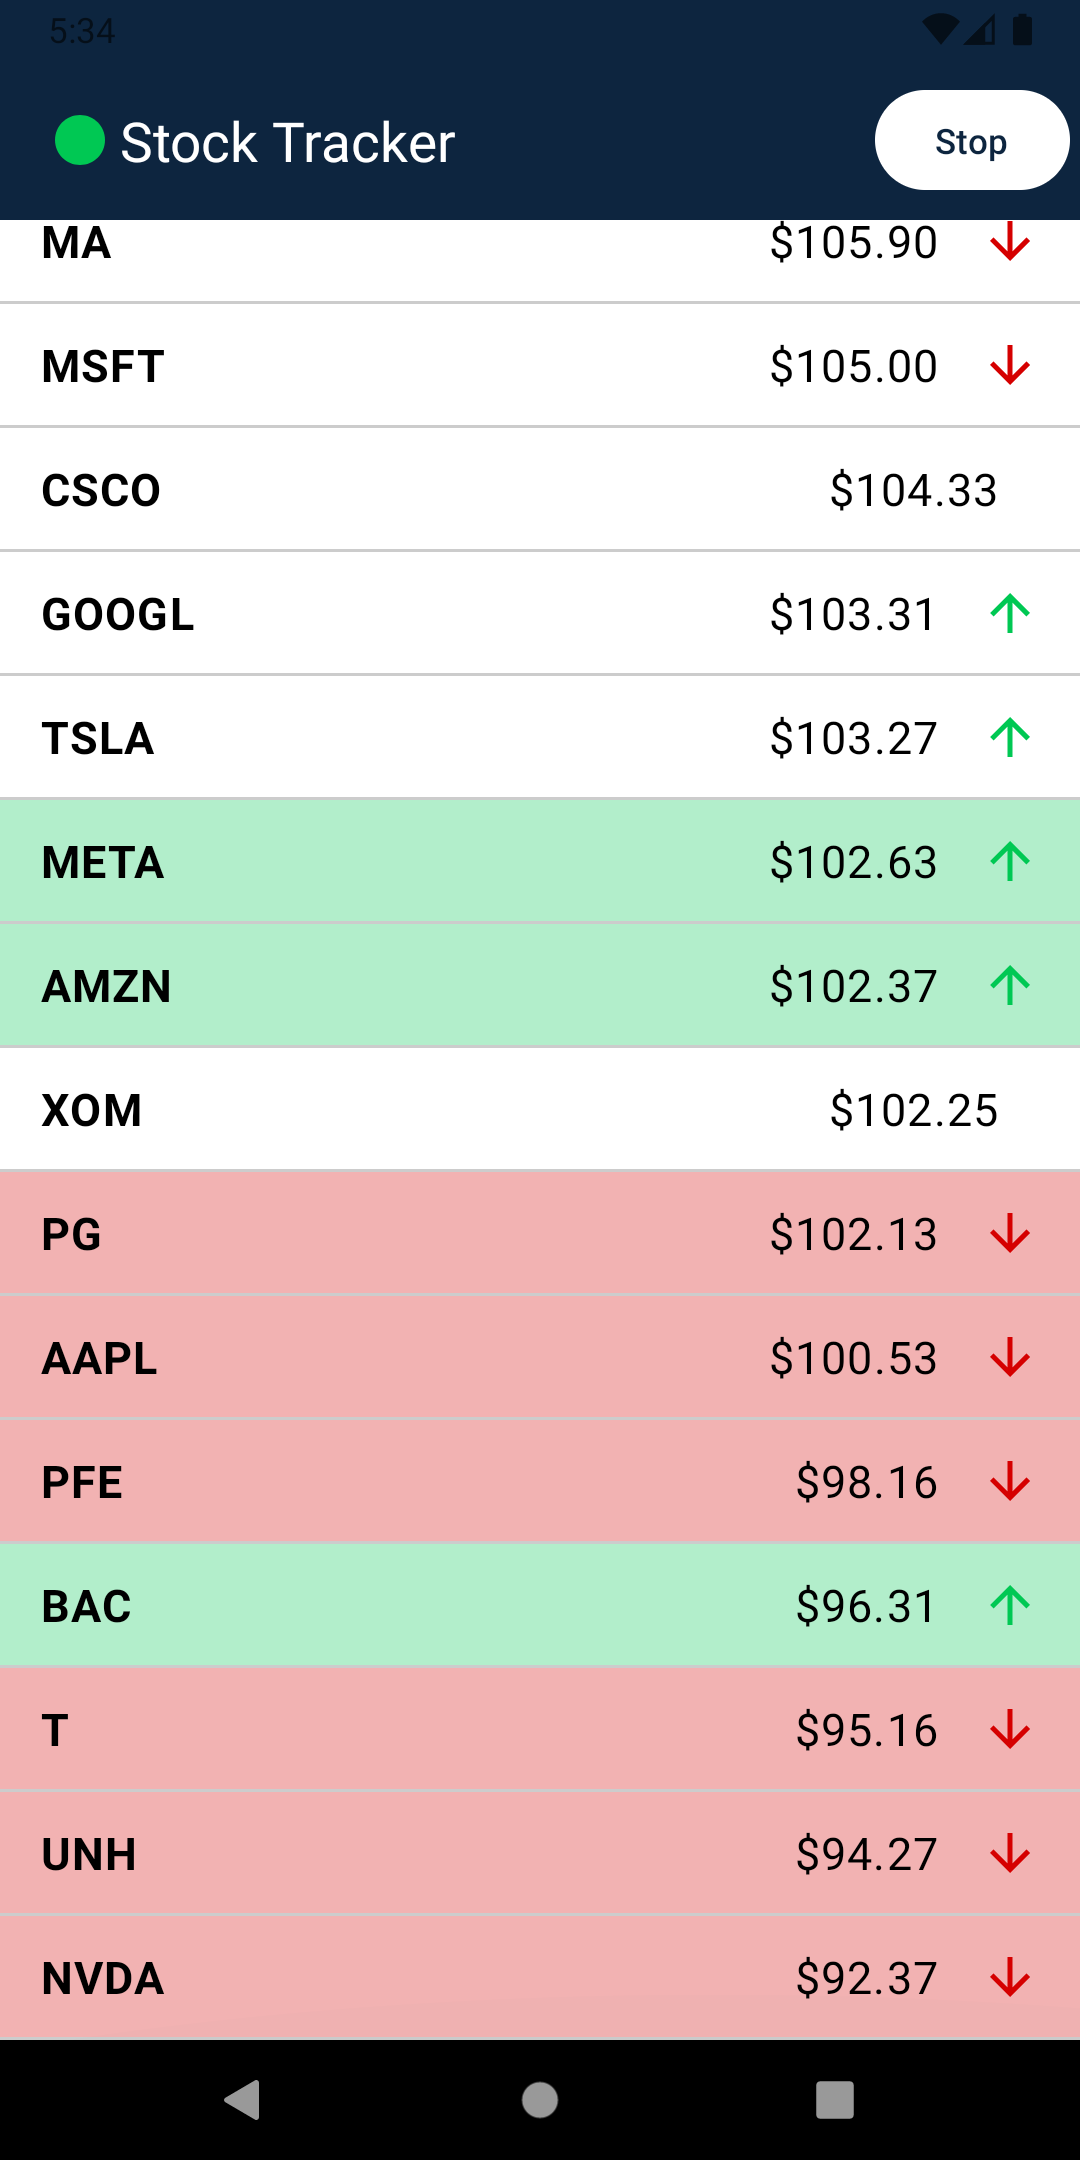 5:34
Stock Tracker Stop
MA $105.90
MSFT $105.00
CSCO $104.33
GOOGL $103.31
TSLA $103.27
META $102.63
AMZN $102.37
XOM $102.25
PG $102.13
AAPL $100.53
PFE $98.16
BAC $96.31
T $95.16
UNH $94.27
NVDA $92.37